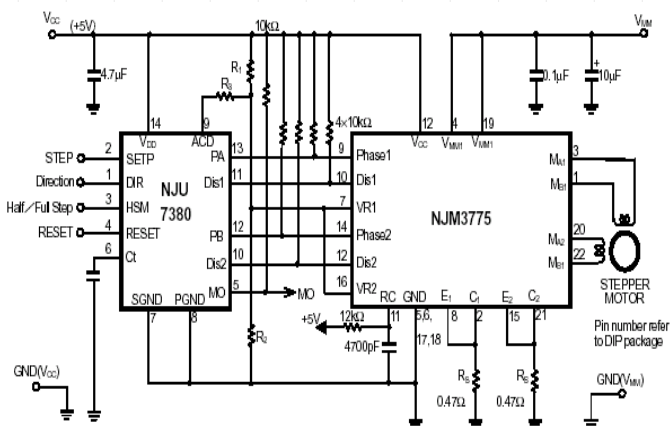 VCC (+5V)
10kΩ
VMM
4.7µF
R1
R3
4×10kΩ
0.1µF
+
10µF
14
9
12
4
19
VDD
ACD
VCC
VMM1
VMM1
STEP
2
SETP
PA
13
9
Phase1
MA1
3
Direction
1
DIR
NJU
7380
Dis1
11
10
Dis1
MB1
1
Half/Full Step
3
HSM
7
VR1
NJM3775
RESET
4
RESET
PB
12
14
Phase2
MA2
20
6
Ct
Dis2
10
12
Dis2
MB1
22
MO
5
MO
16
VR2
STEPPER
MOTOR
SGND
PGND
RC
GND
E1
C1
E2
C2
7
8
R2
+5V
12kΩ
11
5,6,
17,18
8
2
15
21
Pin number refer
to DIP package
4700pF
GND(VCC)
RS
0.47Ω
RS
0.47Ω
GND(VMM)